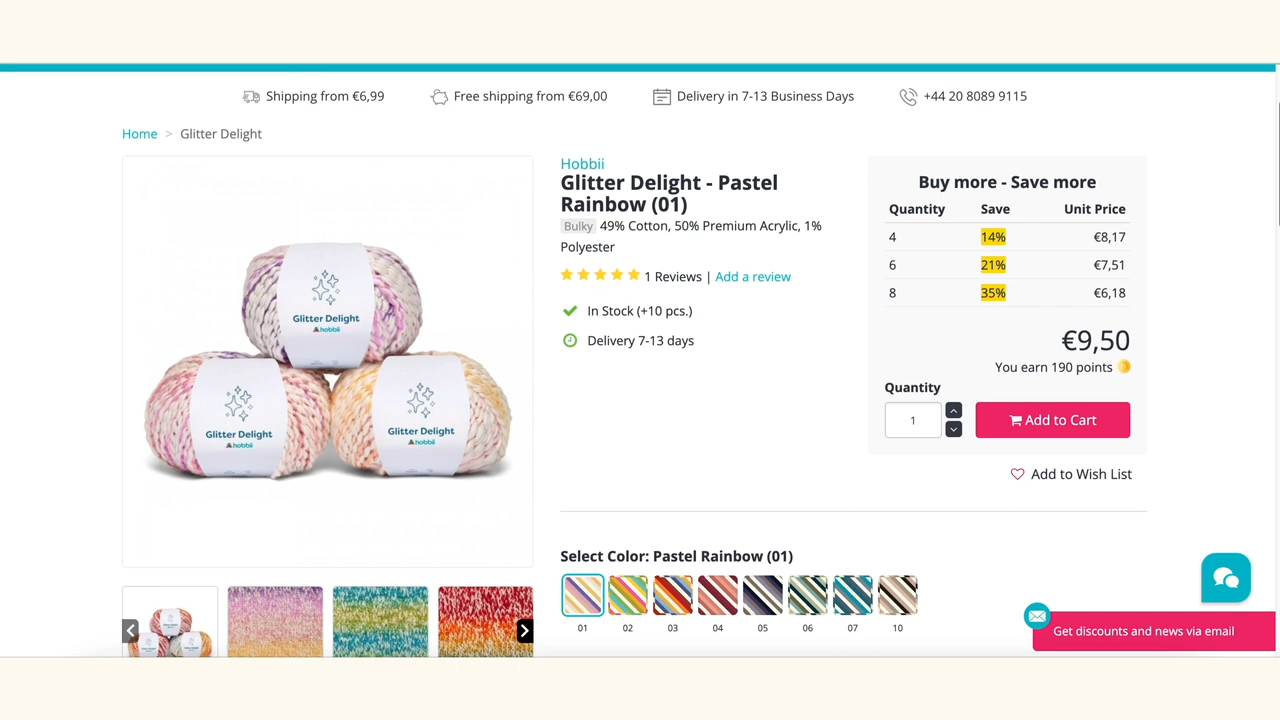 Shipping from €6,99
Free shipping from €69,00
Delivery in 7-13 Business Days
+44 20 8089 9115
Home > Glitter Delight
Glitter Delight
hobbii
Glitter Delight
hobbii
Glitter Delight
hobbii
Hobbii
Glitter Delight - Pastel
Rainbow (01)
Bulky 49% Cotton, 50% Premium Acrylic, 1%
Polyester
1 Reviews | Add a review
In Stock (+10 pcs.)
Delivery 7-13 days
Buy more - Save more
Quantity Save Unit Price
4 14% €8,17
6 21% €7,51
8 35% €6,18
€9,50
You earn 190 points
Quantity
1
Add to Cart
Add to Wish List
Select Color: Pastel Rainbow (01)
01 02 03 04 05 06 07 10
Get discounts and news via email